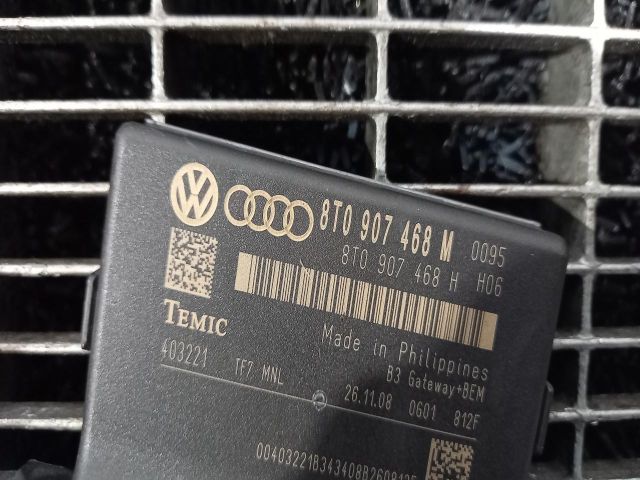 8T0 907 468 M 0095
8T0 907 468 H H06
TEMIC
Made in Philippines
403221 TF7 MNL
B3 Gateway+BEM
26.11.08 0601 812F